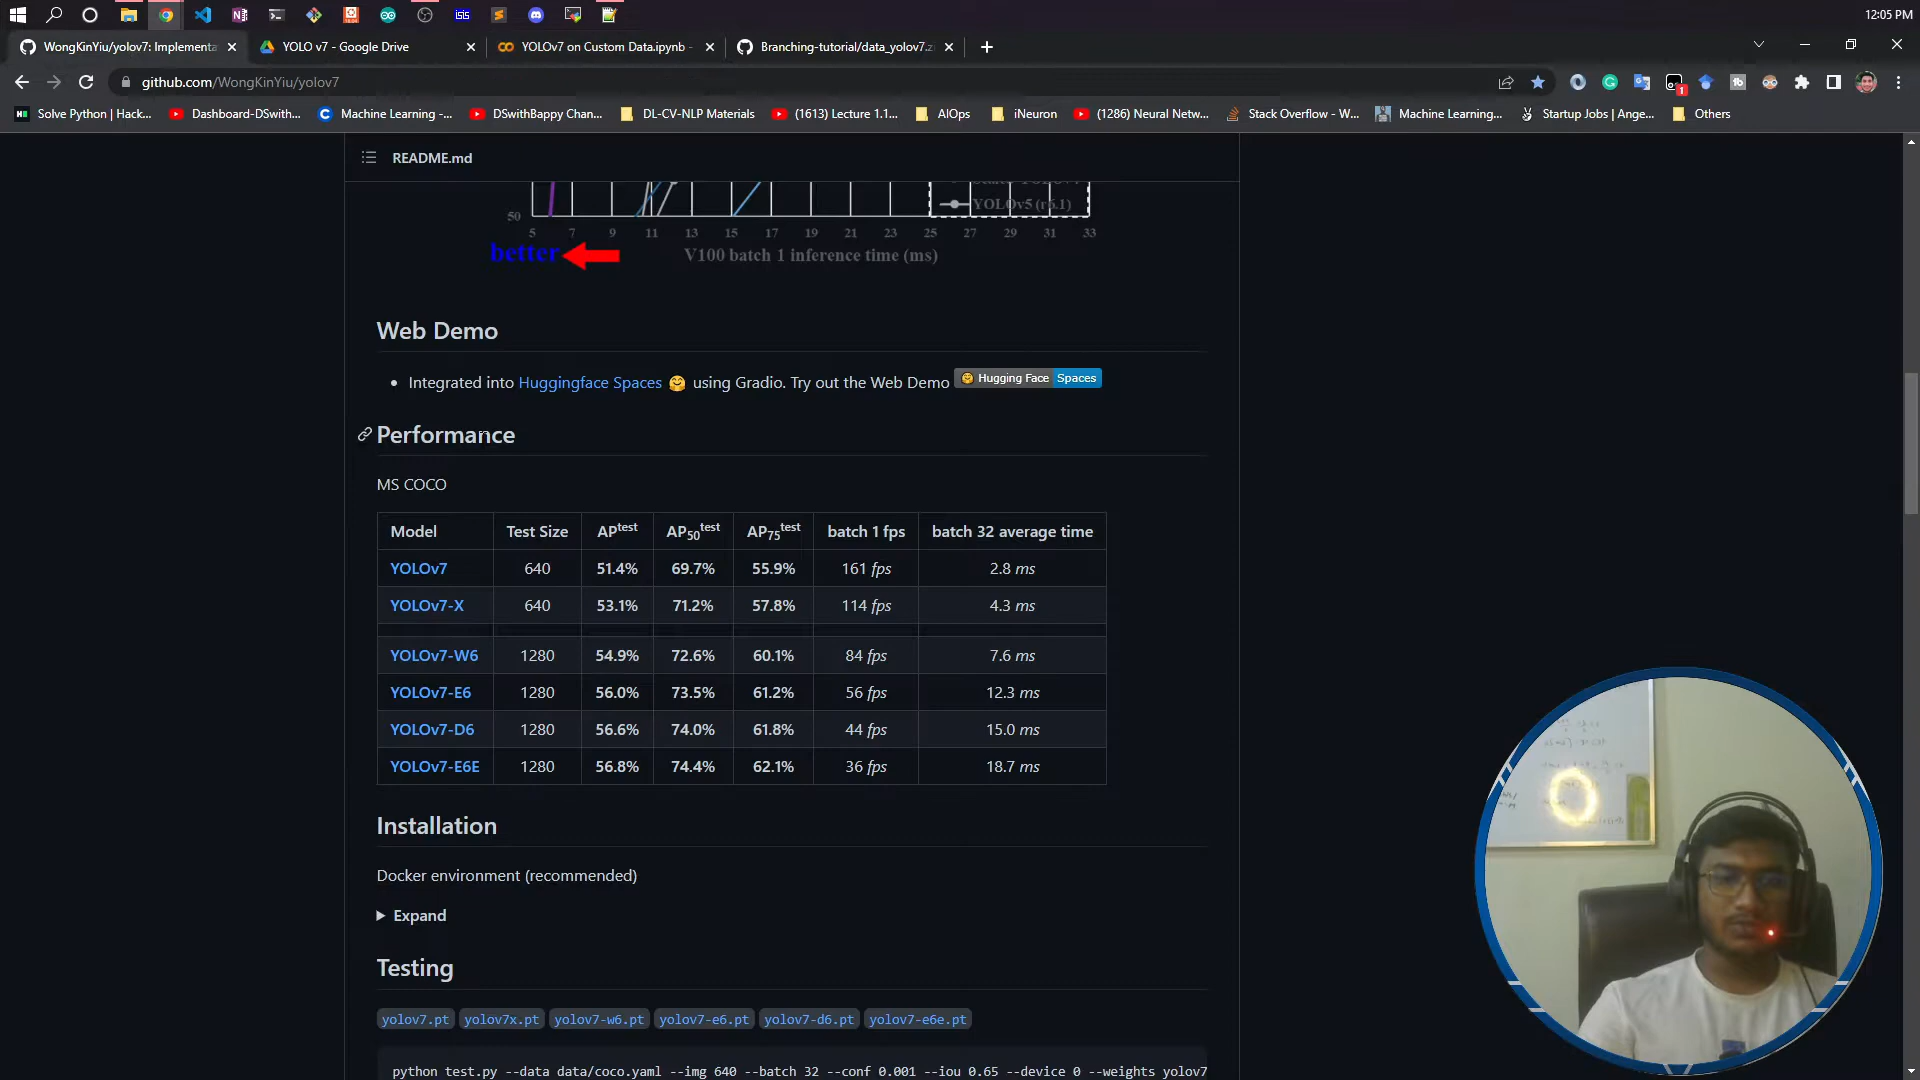 12:05 PM
WongKinYiu/yolov7: Implementa
YOLO v7 - Google Drive
YOLOv7 on Custom Data.ipynb -
Branching-tutorial/data_yolov7.z
github.com/WongKinYiu/yolov7
Solve Python | Hack...
Dashboard-DSwith...
Machine Learning -...
DSwithBappy Chan...
DL-CV-NLP Materials
(1613) Lecture 1.1...
AIOps
iNeuron
(1286) Neural Netw...
Stack Overflow - W...
Machine Learning...
Startup Jobs | Ange...
Others
README.md
YOLOv5 (r6.1)
50
5 7 9 11 13 15 17 19 21 23 25 27 29 31 33
better
V100 batch 1 inference time (ms)
Web Demo
Integrated into Huggingface Spaces 🤗 using Gradio. Try out the Web Demo Hugging Face Spaces
Performance
MS COCO
Model Test Size APtest AP50test AP75test batch 1 fps batch 32 average time
YOLOv7 640 51.4% 69.7% 55.9% 161 fps 2.8 ms
YOLOv7-X 640 53.1% 71.2% 57.8% 114 fps 4.3 ms
YOLOv7-W6 1280 54.9% 72.6% 60.1% 84 fps 7.6 ms
YOLOv7-E6 1280 56.0% 73.5% 61.2% 56 fps 12.3 ms
YOLOv7-D6 1280 56.6% 74.0% 61.8% 44 fps 15.0 ms
YOLOv7-E6E 1280 56.8% 74.4% 62.1% 36 fps 18.7 ms
Installation
Docker environment (recommended)
Expand
Testing
yolov7.pt yolov7x.pt yolov7-w6.pt yolov7-e6.pt yolov7-d6.pt yolov7-e6e.pt
python test.py --data data/coco.yaml --img 640 --batch 32 --conf 0.001 --iou 0.65 --device 0 --weights yolov7